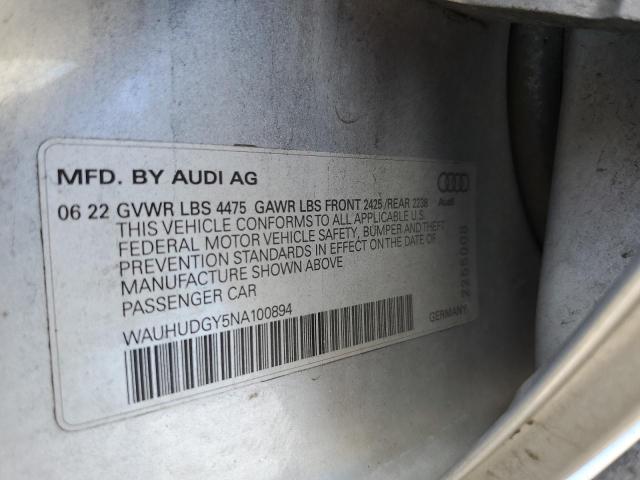 MFD. BY AUDI AG
06 22 GVWR LBS 4475 GAWR LBS FRONT 2425/REAR 2238
Audi
THIS VEHICLE CONFORMS TO ALL APPLICABLE U.S.
FEDERAL MOTOR VEHICLE SAFETY, BUMPER AND THEFT
PREVENTION STANDARDS IN EFFECT ON THE DATE OF
MANUFACTURE SHOWN ABOVE
PASSENGER CAR
WAUHUDGY5NA100894
GERMANY